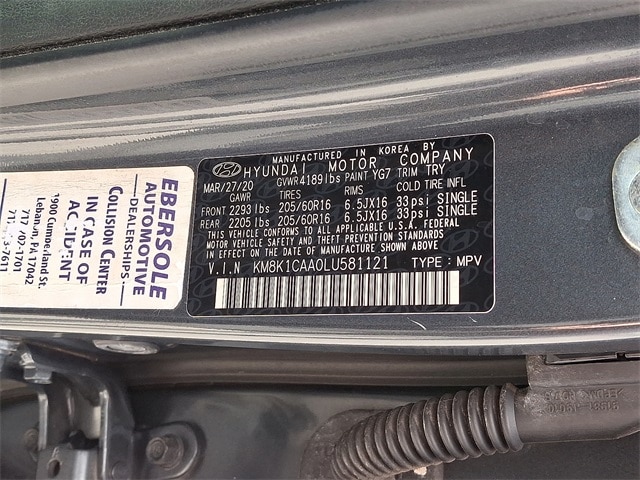 EBERSOLE
AUTOMOTIVE
DEALERSHIPS
Collision Center
IN CASE OF
1900 Cumberland St.
Lebanon, PA 17042
MANUFACTURED IN KOREA BY
HYUNDAI MOTOR COMPANY
MAR/27/20 GVWR 4189 lbs PAINT YG7 TRIM TRY
GAWR TIRES RIMS COLD TIRE INFL
FRONT 2293 lbs 205/60R16 6.5JX16 33psi SINGLE
REAR 2205 lbs 205/60R16 6.5JX16 33psi SINGLE
THIS VEHICLE CONFORMS TO ALL APPLICABLE FEDERAL
MOTOR VEHICLE SAFETY BUMPER, AND THEFT PREVENTION STANDARDS
IN EFFECT ON THE DATE OF MANUFACTURE SHOWN ABOVE
V.I.N KM8K1CAA0LU581121 TYPE : MPV